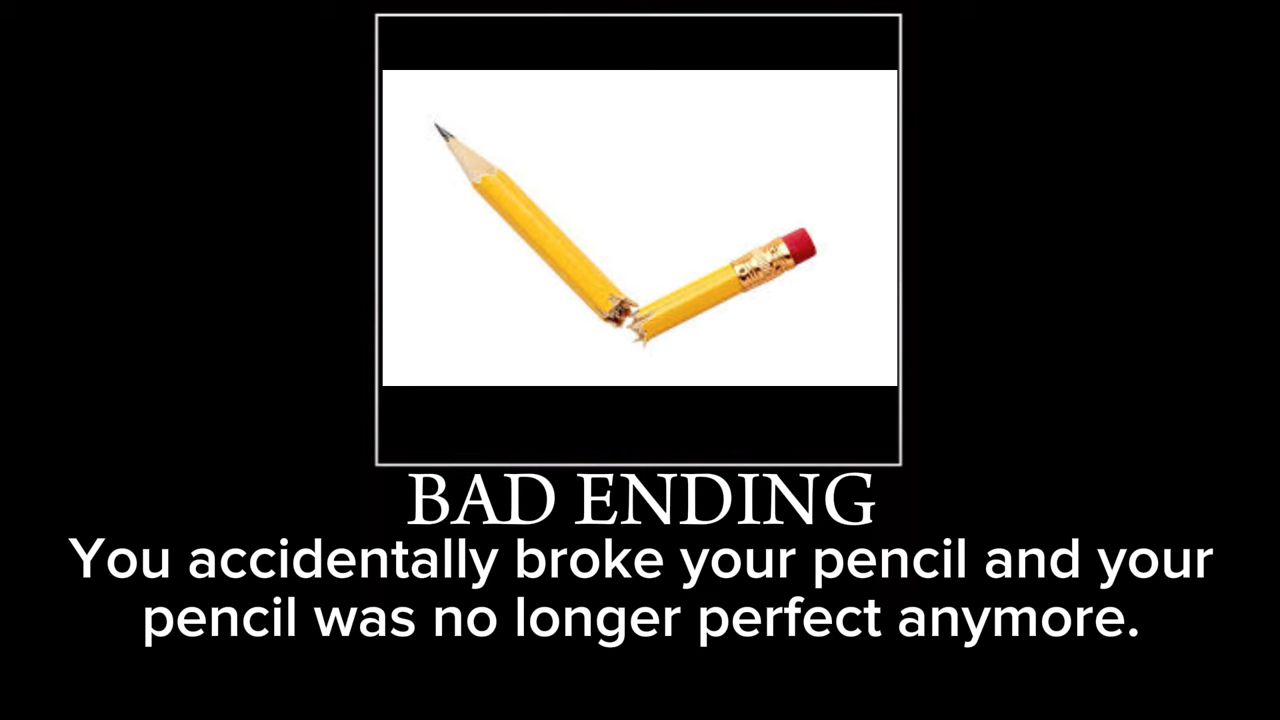 BAD ENDING
You accidentally broke your pencil and your
pencil was no longer perfect anymore.